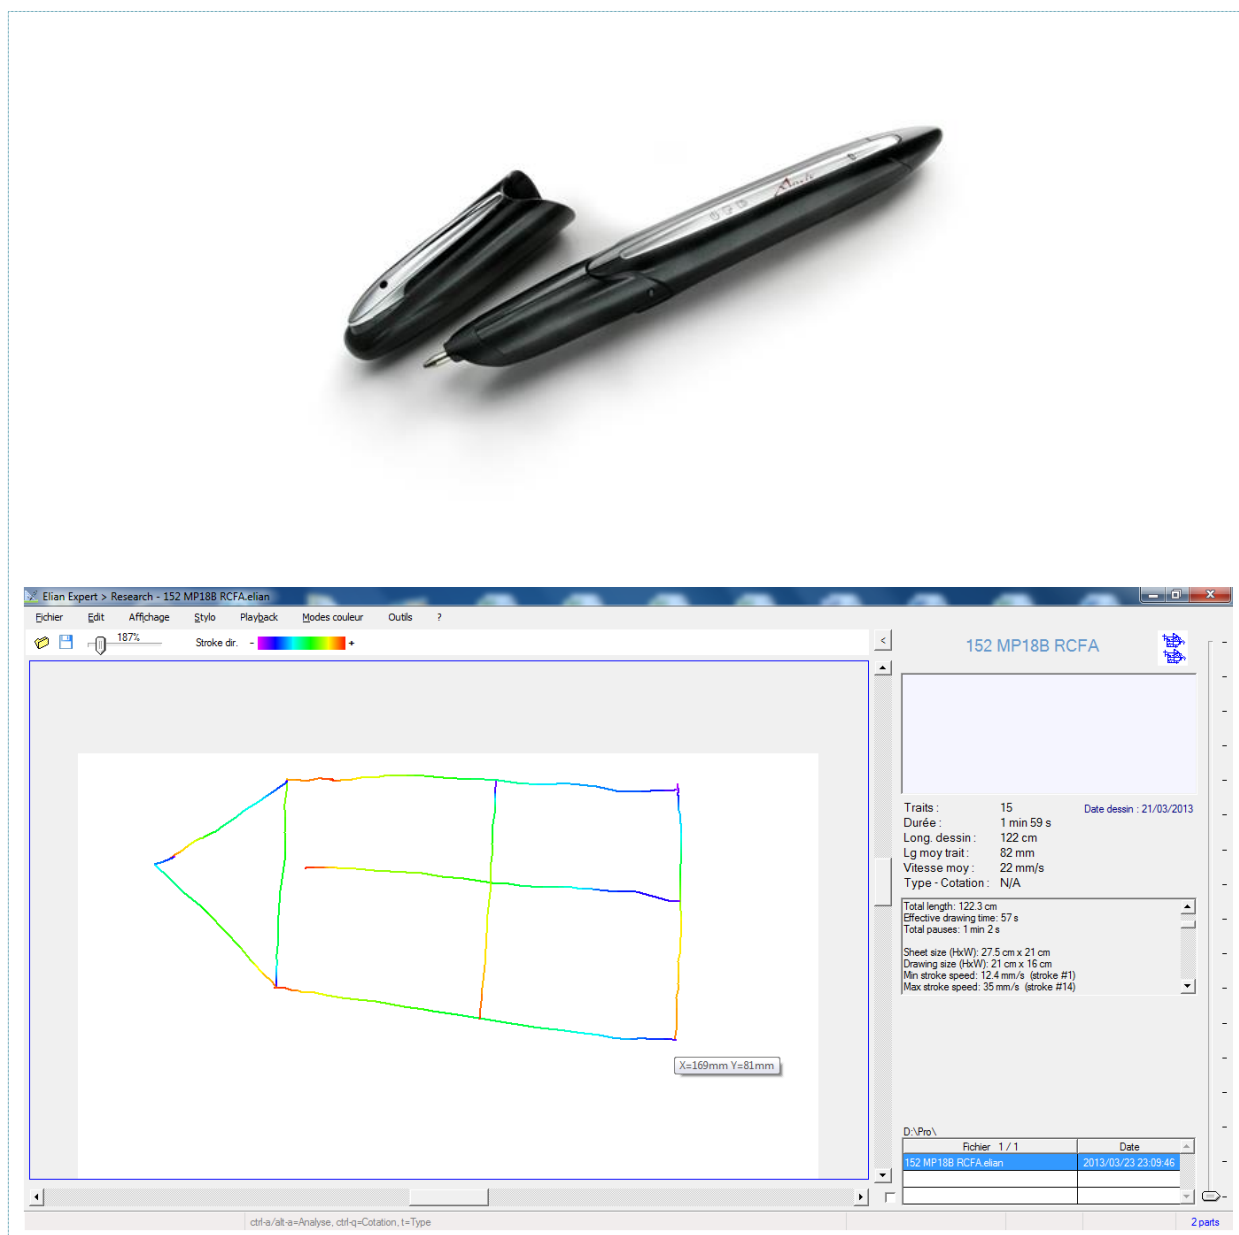 Elian Expert > Research - 152 MP18B RCFA.elian
Fichier Edit Affichage Stylo Playback Modes couleur Outils ?
187% Stroke dir. - +
<
152 MP18B RCFA
Traits : 15 Date dessin : 21/03/2013
Durée : 1 min 59 s
Long. dessin : 122 cm
Lg moy trait : 82 mm
Vitesse moy : 22 mm/s
Type - Cotation : N/A
Total length: 122.3 cm
Effective drawing time: 57 s
Total pauses: 1 min 2 s
Sheet size (HxW): 27.5 cm x 21 cm
Drawing size (HxW): 21 cm x 16 cm
Min stroke speed: 12.4 mm/s (stroke #1)
Max stroke speed: 35 mm/s (stroke #14)
X=169mm Y=81mm
D:\Pro\
Fichier 1 / 1 Date
152 MP18B RCFA.elian 2013/03/23 23:09:46
ctrl-a/alt-a=Analyse, ctrl-q=Cotation, t=Type
2 parts